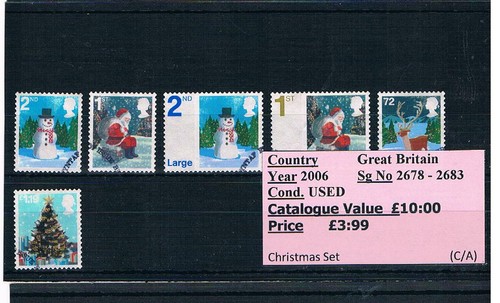 2ND
1ST
2ND
Large
1ST
72
1.19
Country Great Britain
Year 2006 Sg No 2678 - 2683
Cond. USED
Catalogue Value £10:00
Price £3:99
Christmas Set (C/A)